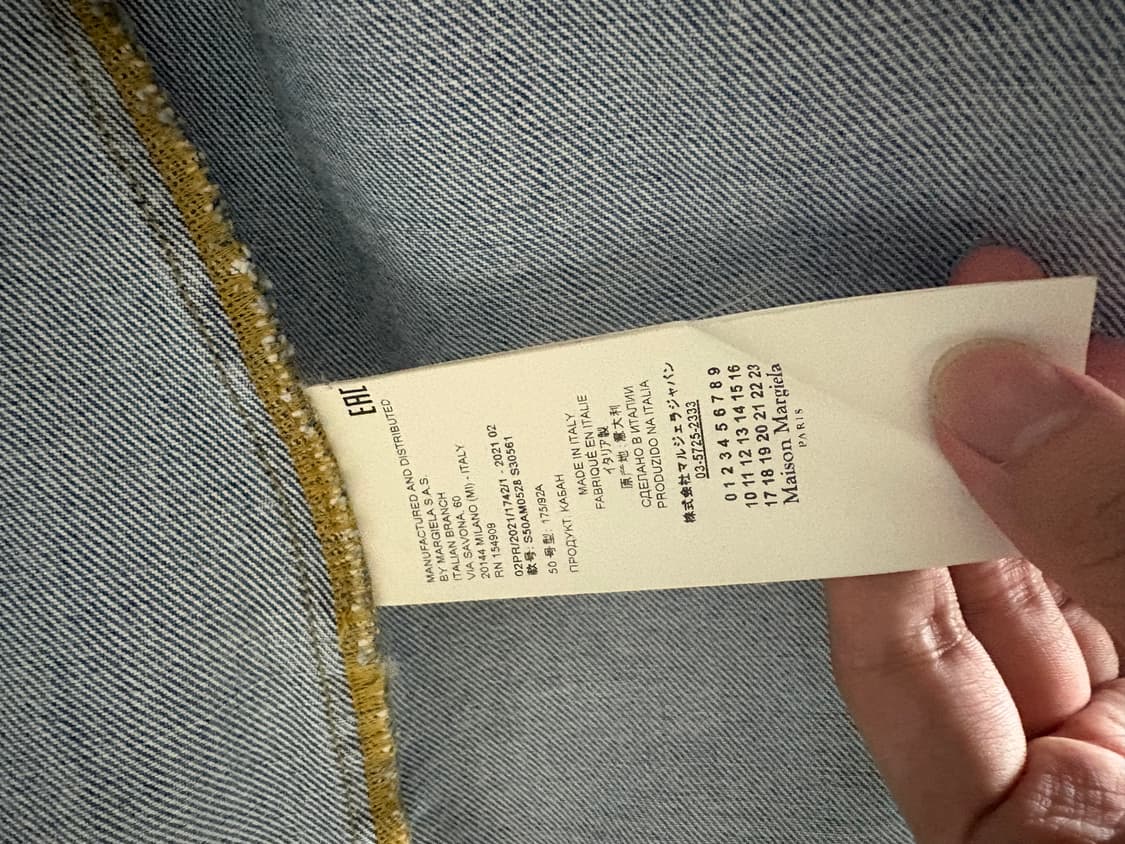 EAC
MANUFACTURED AND DISTRIBUTED
BY MARGIELA S.A.S.
ITALIAN BRANCH
VIA SAVONA, 60
20144 MILANO (MI) - ITALY
RN 154909
02PR/2021/1742/1 - 2021 02
款号: S50AM0528 S30561
50 号型: 175/92A
ПРОДУКТ: КАБАН
MADE IN ITALY
FABRIQUÉ EN ITALIE
イタリア製
原产地: 意大利
СДЕЛАНО В ИТАЛИИ
PRODUZIDO NA ITALIA
株式会社マルジェラジャパン
03-5725-2333
0 1 2 3 4 5 6 7 8 9
10 11 12 13 14 15 16
17 18 19 20 21 22 23
Maison Margiela
PARIS